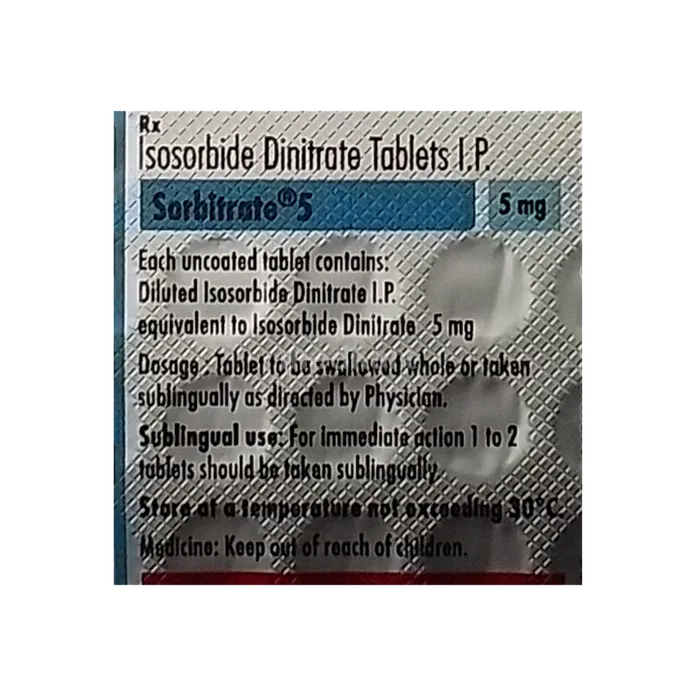 Rx
Isosorbide Dinitrate Tablets I.P.
Sorbitrate®5 5 mg
Each uncoated tablet contains:
Diluted Isosorbide Dinitrate I.P.
equivalent to Isosorbide Dinitrate 5 mg
Dosage : Tablet to be swallowed whole or taken
sublingually as directed by Physician.
Sublingual use: For immediate action 1 to 2
tablets should be taken sublingually
Store at a temperature not exceeding 30°C.
Medicine: Keep out of reach of children.